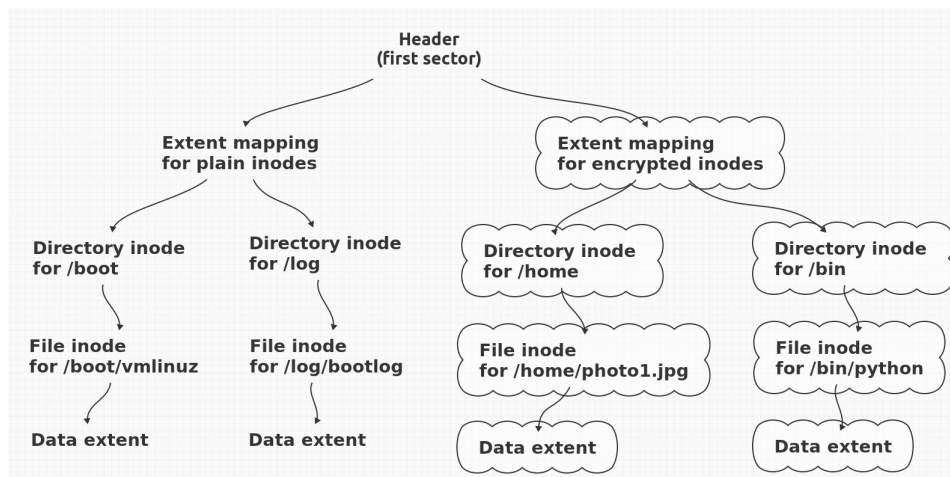 Header
(first sector)
Extent mapping
for plain inodes
Extent mapping
for encrypted inodes
Directory inode
for /boot
Directory inode
for /log
Directory inode
for /home
Directory inode
for /bin
File inode
for /boot/vmlinuz
File inode
for /log/bootlog
File inode
for /home/photo1.jpg
File inode
for /bin/python
Data extent
Data extent
Data extent
Data extent